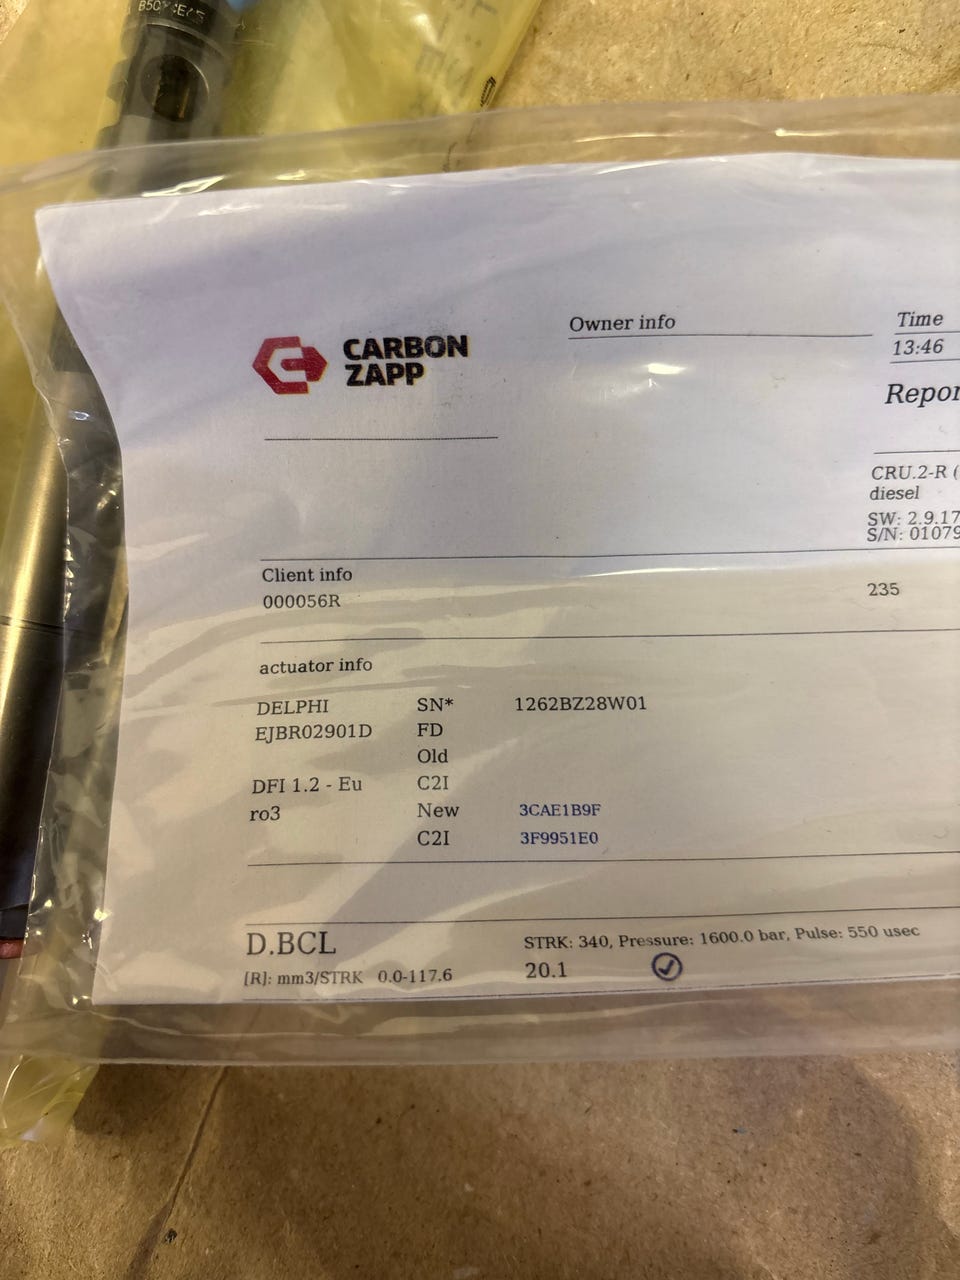 CARBON
ZAPP
Owner info
Time
13:46
Repor
CRU.2-R (
diesel
SW: 2.9.17
S/N: 01079
Client info
000056R
235
actuator info
DELPHI SN* 1262BZ28W01
EJBR02901D FD
Old
DFI 1.2 - Eu C2I
ro3 New 3CAE1B9F
C2I 3F9951E0
D.BCL STRK: 340, Pressure: 1600.0 bar, Pulse: 550 usec
[R]: mm3/STRK 0.0-117.6 20.1